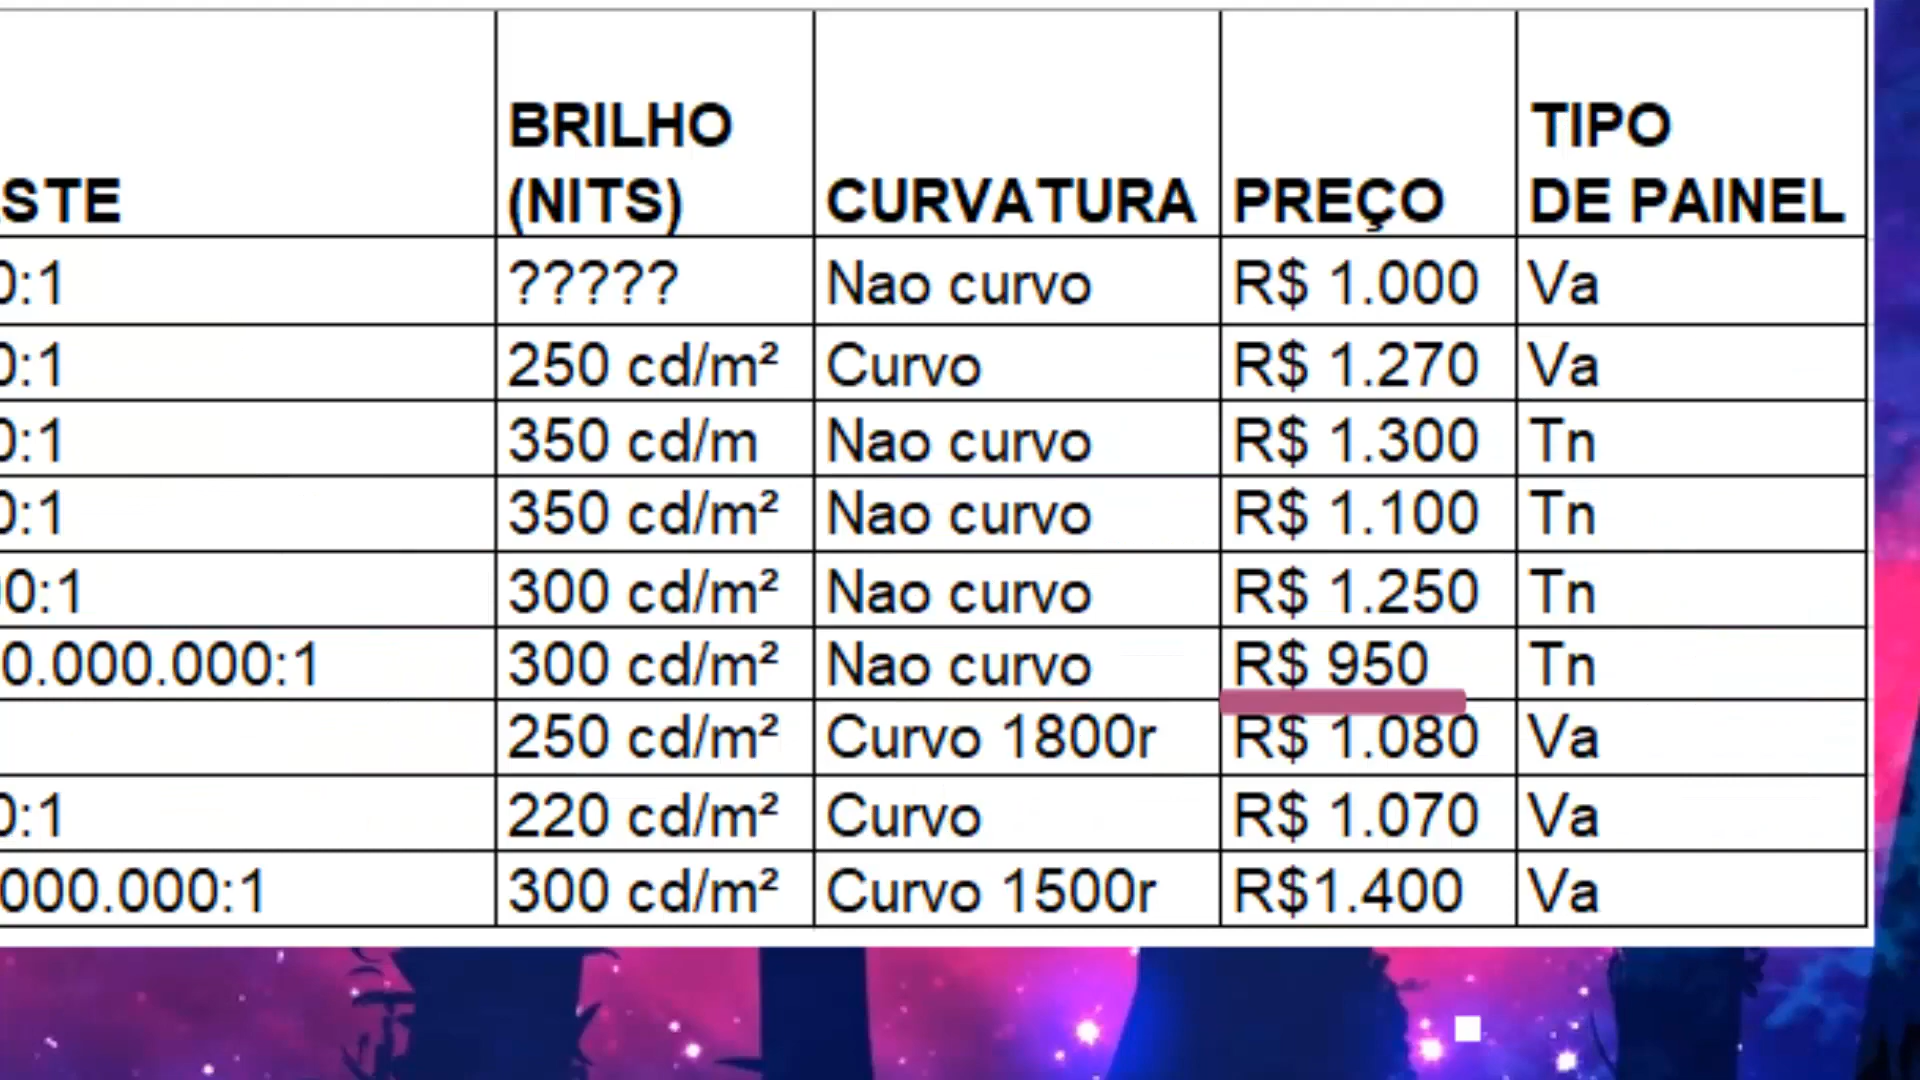 STE
BRILHO
(NITS)
CURVATURA
PREÇO
TIPO
DE PAINEL
0:1 ????? Nao curvo R$ 1.000 Va
0:1 250 cd/m² Curvo R$ 1.270 Va
0:1 350 cd/m Nao curvo R$ 1.300 Tn
0:1 350 cd/m² Nao curvo R$ 1.100 Tn
00:1 300 cd/m² Nao curvo R$ 1.250 Tn
0.000.000:1 300 cd/m² Nao curvo R$ 950 Tn
250 cd/m² Curvo 1800r R$ 1.080 Va
0:1 220 cd/m² Curvo R$ 1.070 Va
000.000:1 300 cd/m² Curvo 1500r R$1.400 Va